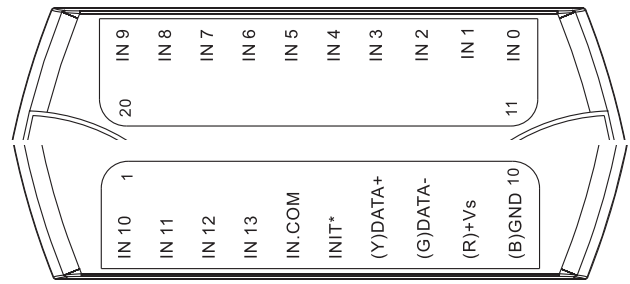 IN 9
IN 8
IN 7
IN 6
IN 5
IN 4
IN 3
IN 2
IN 1
IN 0
20
11
1
IN 10
IN 11
IN 12
IN 13
IN.COM
INIT*
(Y)DATA+
(G)DATA-
(R)+Vs
(B)GND 10